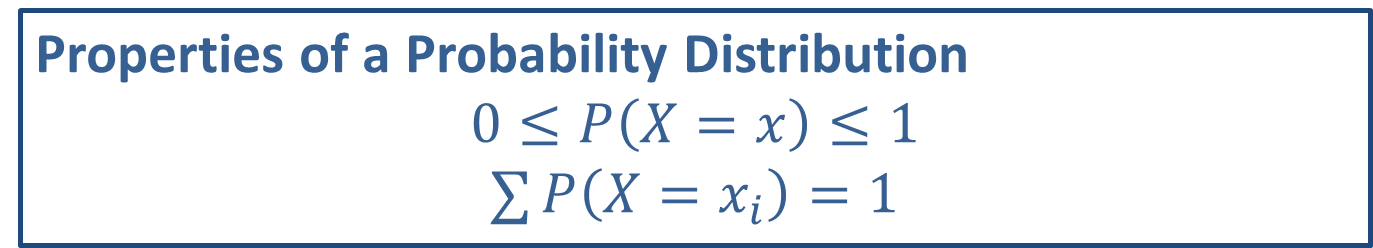 Properties of a Probability Distribution
0 ≤ P(X = x) ≤ 1
∑ P(X = xᵢ) = 1